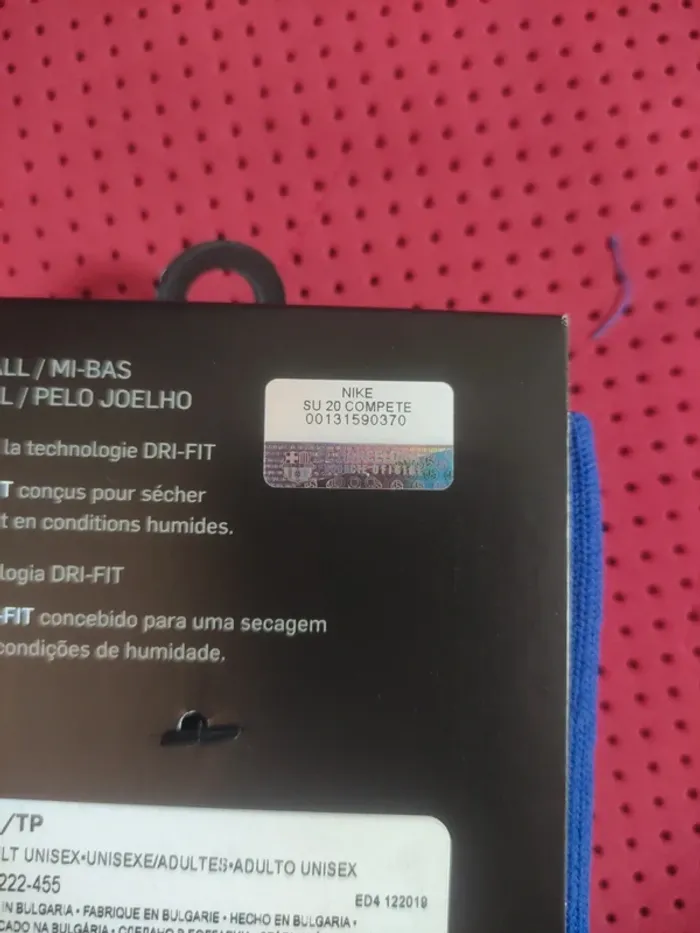 ALL / MI-BAS
L / PELO JOELHO
la technologie DRI-FIT
T conçus pour sécher
t en conditions humides.
logia DRI-FIT
-FIT concebido para uma secagem
condições de humidade.
NIKE
SU 20 COMPETE
00131590370
/TP
LT UNISEX•UNISEXE/ADULTES•ADULTO UNISEX
222-455
ED4 122019
IN BULGARIA • FABRIQUE EN BULGARIE • HECHO EN BULGARIA •
CADO NA BULGÁRIA •